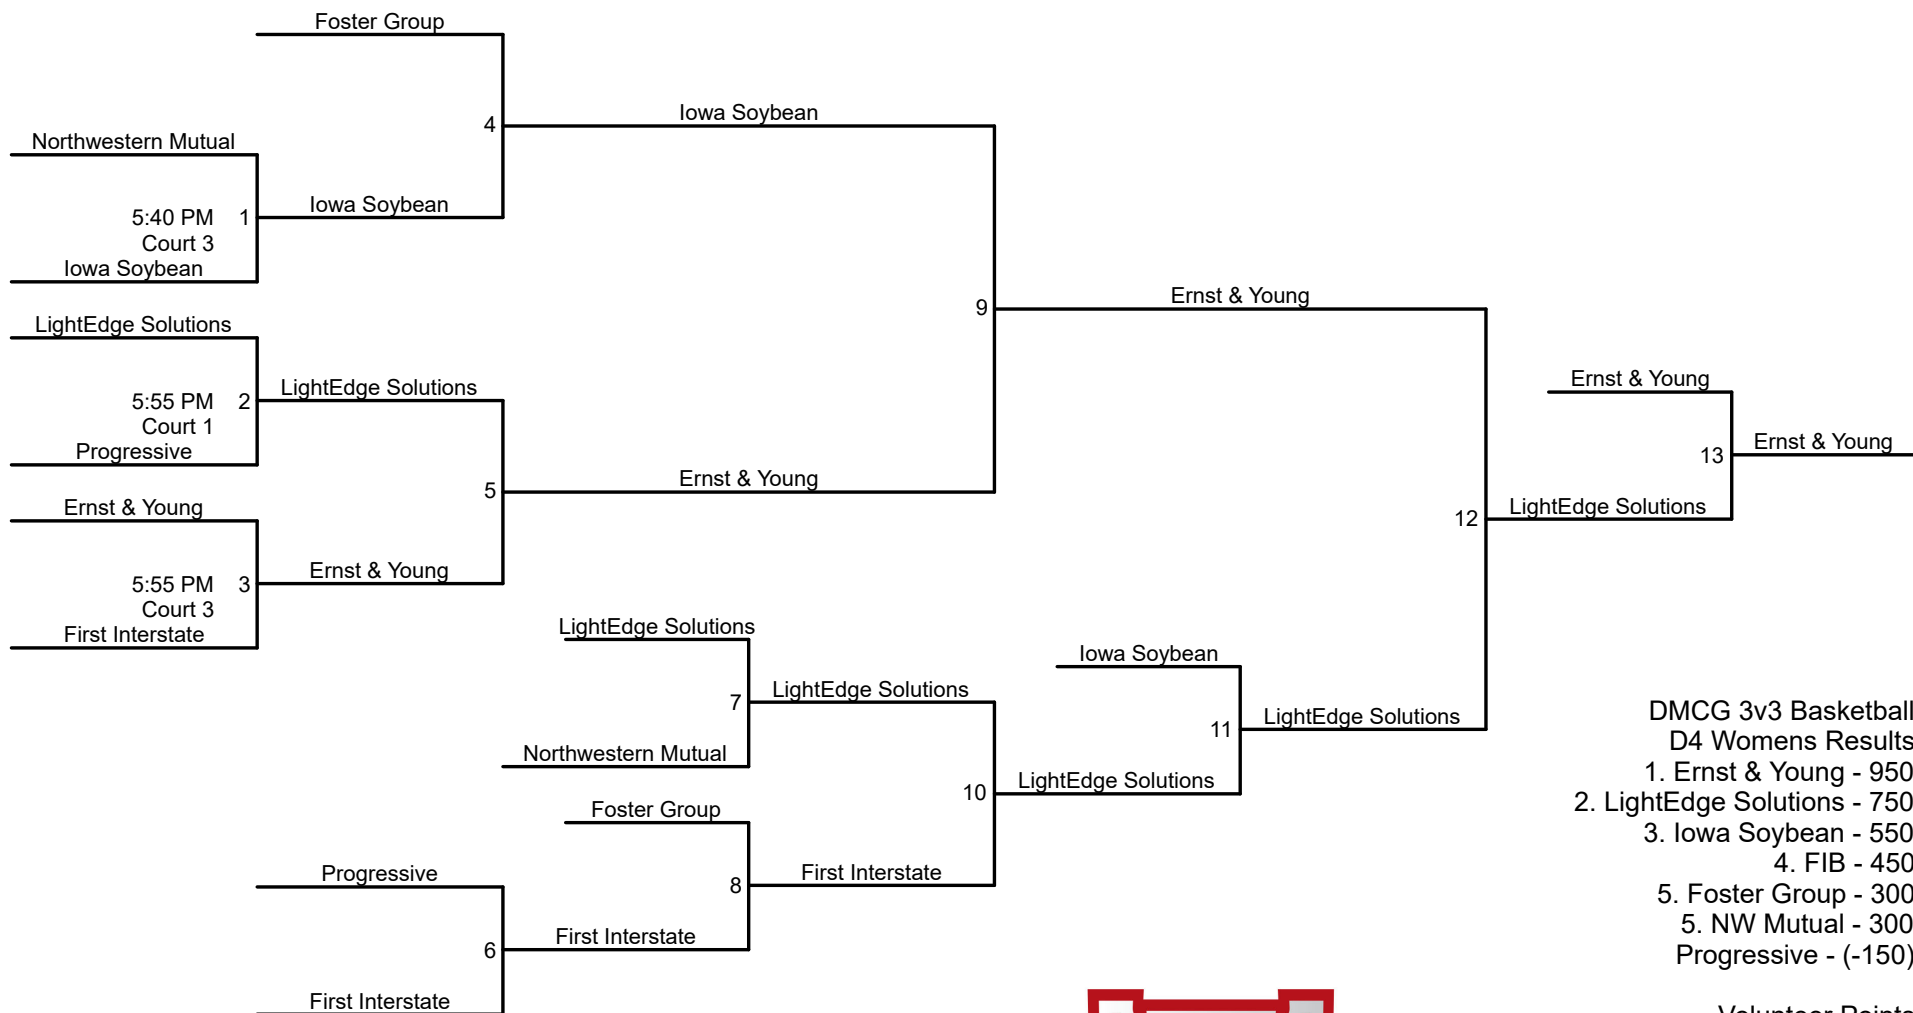 Foster Group
4
Iowa Soybean
Northwestern Mutual
5:40 PM 1
Court 3
Iowa Soybean
Iowa Soybean
LightEdge Solutions
5:55 PM 2
Court 1
LightEdge Solutions
Progressive
5
Ernst & Young
Ernst & Young
5:55 PM 3
Court 3
Ernst & Young
First Interstate
9
Ernst & Young
LightEdge Solutions
7
LightEdge Solutions
Northwestern Mutual
Foster Group
8
First Interstate
Progressive
6
First Interstate
First Interstate
10
LightEdge Solutions
Iowa Soybean
11
LightEdge Solutions
12
LightEdge Solutions
Ernst & Young
13
Ernst & Young
DMCG 3v3 Basketball
D4 Womens Results
1. Ernst & Young - 950
2. LightEdge Solutions - 750
3. Iowa Soybean - 550
4. FIB - 450
5. Foster Group - 300
5. NW Mutual - 300
Progressive - (-150)
Volunteer Points